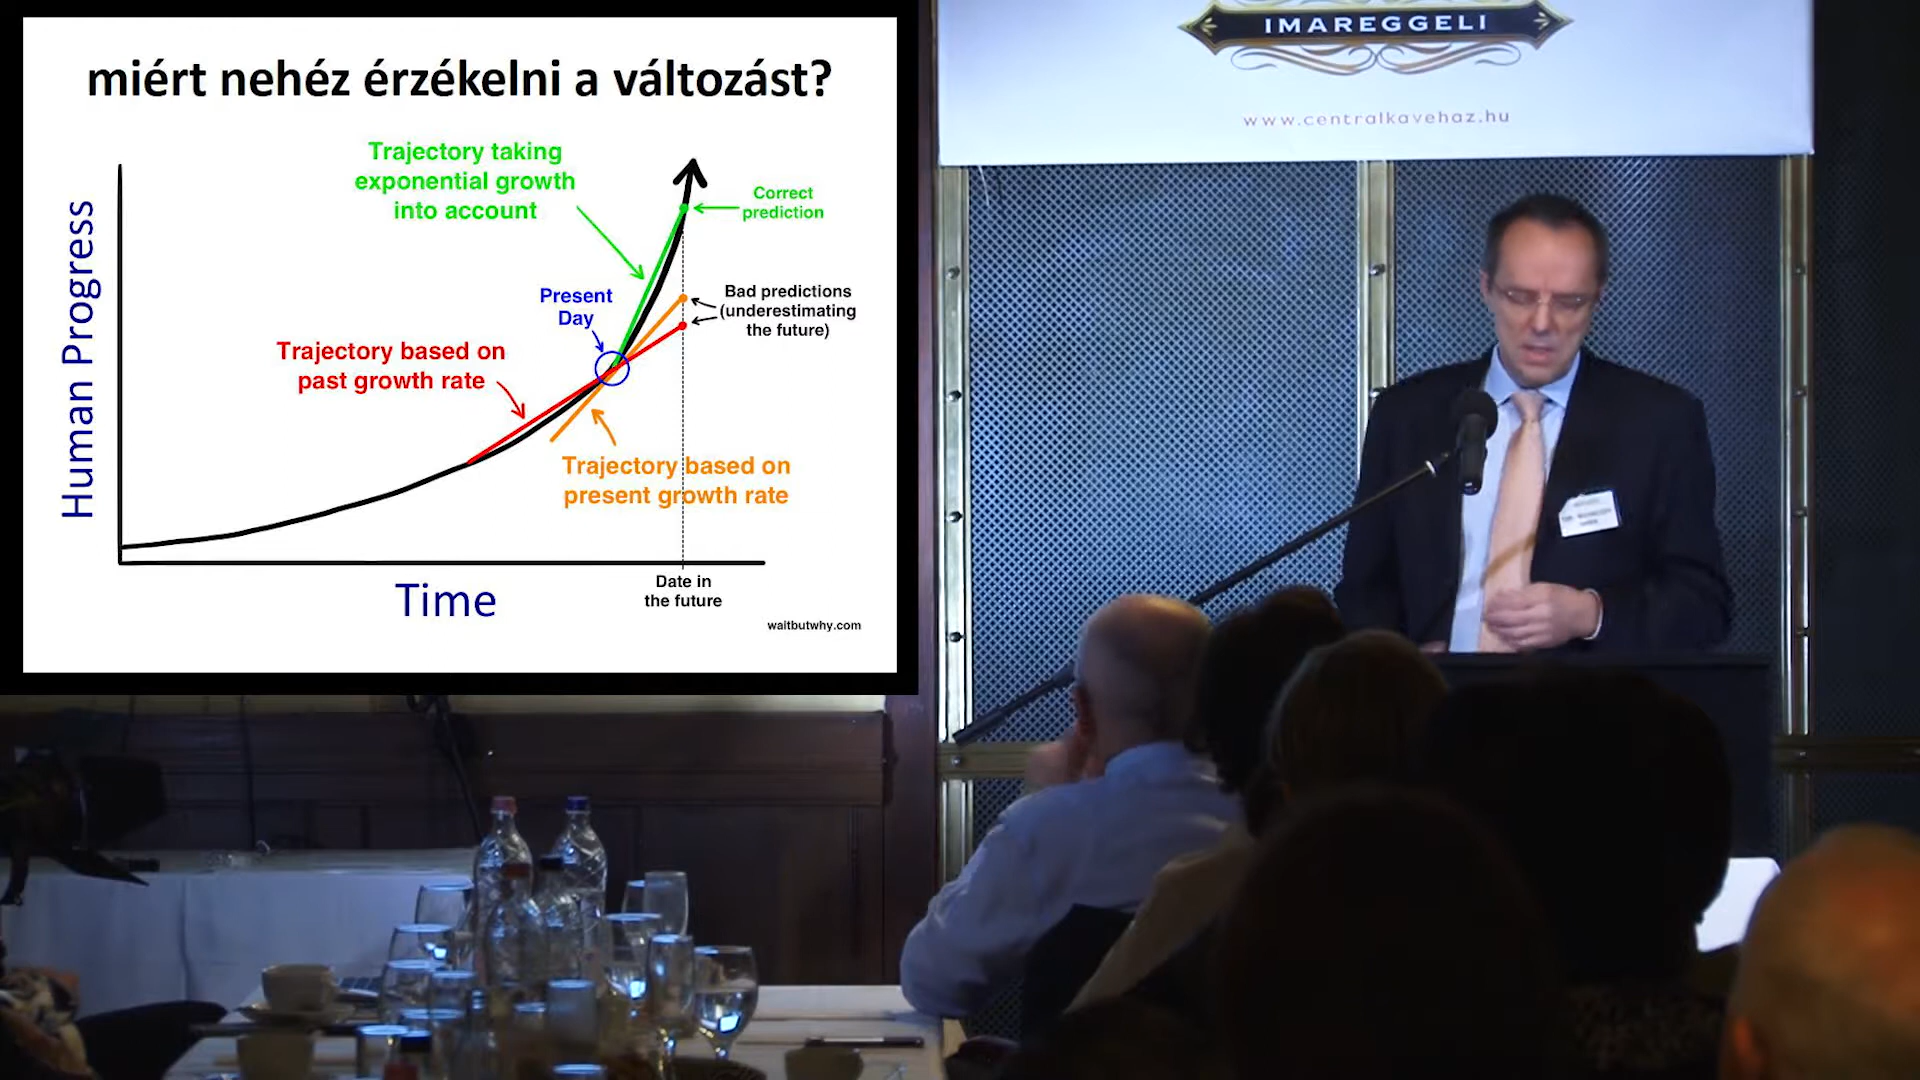 miért nehéz érzékelni a változást?
Trajectory taking
exponential growth
into account
Correct
prediction
Present
Day
Bad predictions
(underestimating
the future)
Trajectory based on
past growth rate
Trajectory based on
present growth rate
Human Progress
Time
Date in
the future
waitbutwhy.com
IMAREGGELI
www.centralkavehaz.hu